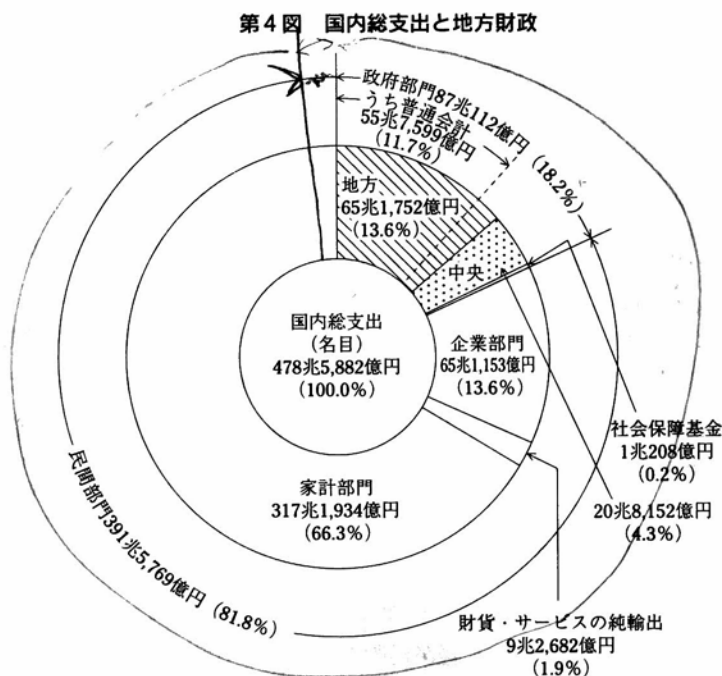 第4図 国内総支出と地方財政
政府部門87兆112億円
(18.2%)
うち普通会計
55兆7,599億円
(11.7%)
地方
65兆1,752億円
(13.6%)
中央
国内総支出
(名目)
478兆5,882億円
(100.0%)
企業部門
65兆1,153億円
(13.6%)
社会保障基金
1兆208億円
(0.2%)
家計部門
317兆1,934億円
(66.3%)
20兆8,152億円
(4.3%)
民間部門391兆5,769億円 (81.8%)
財貨・サービスの純輸出
9兆2,682億円
(1.9%)